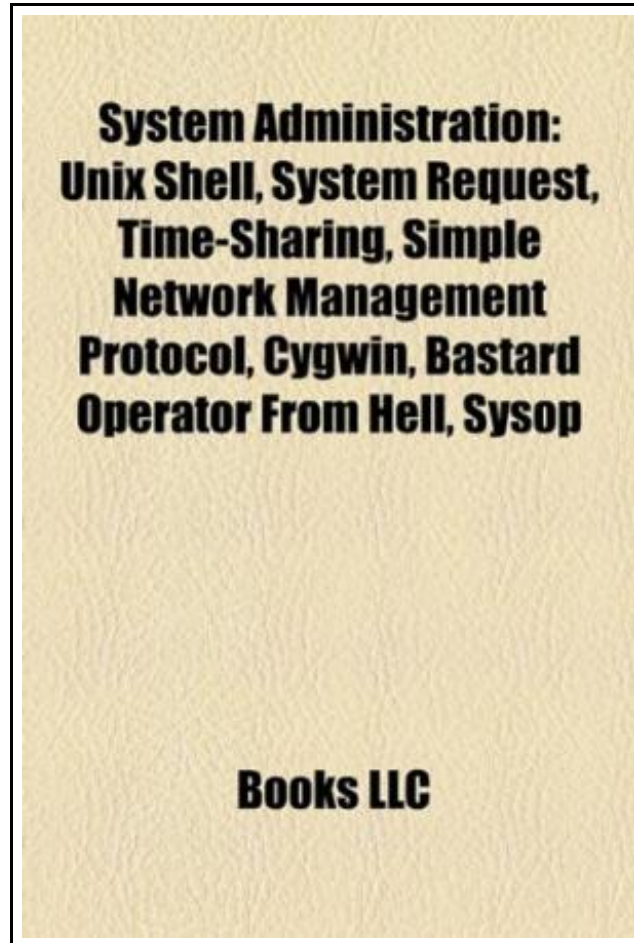 System Administration:
Unix Shell, System Request,
Time-Sharing, Simple
Network Management
Protocol, Cygwin, Bastard
Operator From Hell, Sysop
Books LLC